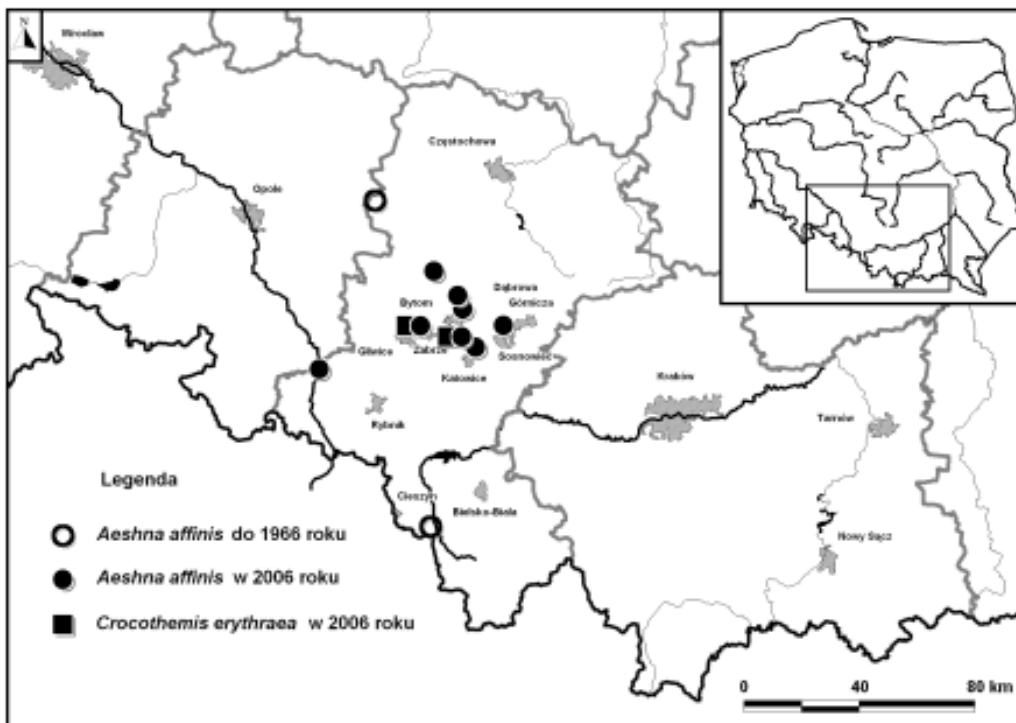 N
Mirosław
Częstochowa
Opole
Dąbrowa
Górnicza
Bytom
Gliwice
Zabrze
Sosnowiec
Katowice
Kraków
Tarnów
Rybnik
Legenda
Cieszyn
Bielsko-Biała
Nowy Sącz
Aeshna affinis do 1966 roku
Aeshna affinis w 2006 roku
Crocothemis erythraea w 2006 roku
0 40 80 km